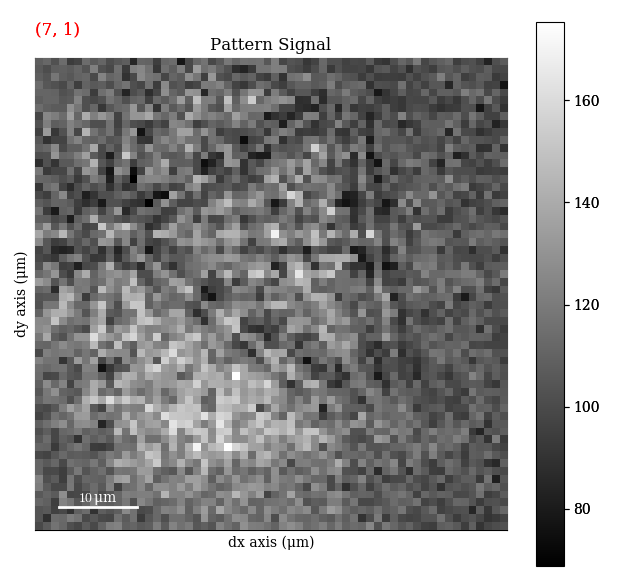 (7, 1)
Pattern Signal
160
140
120
100
80
dy axis (μm)
10 μm
dx axis (μm)